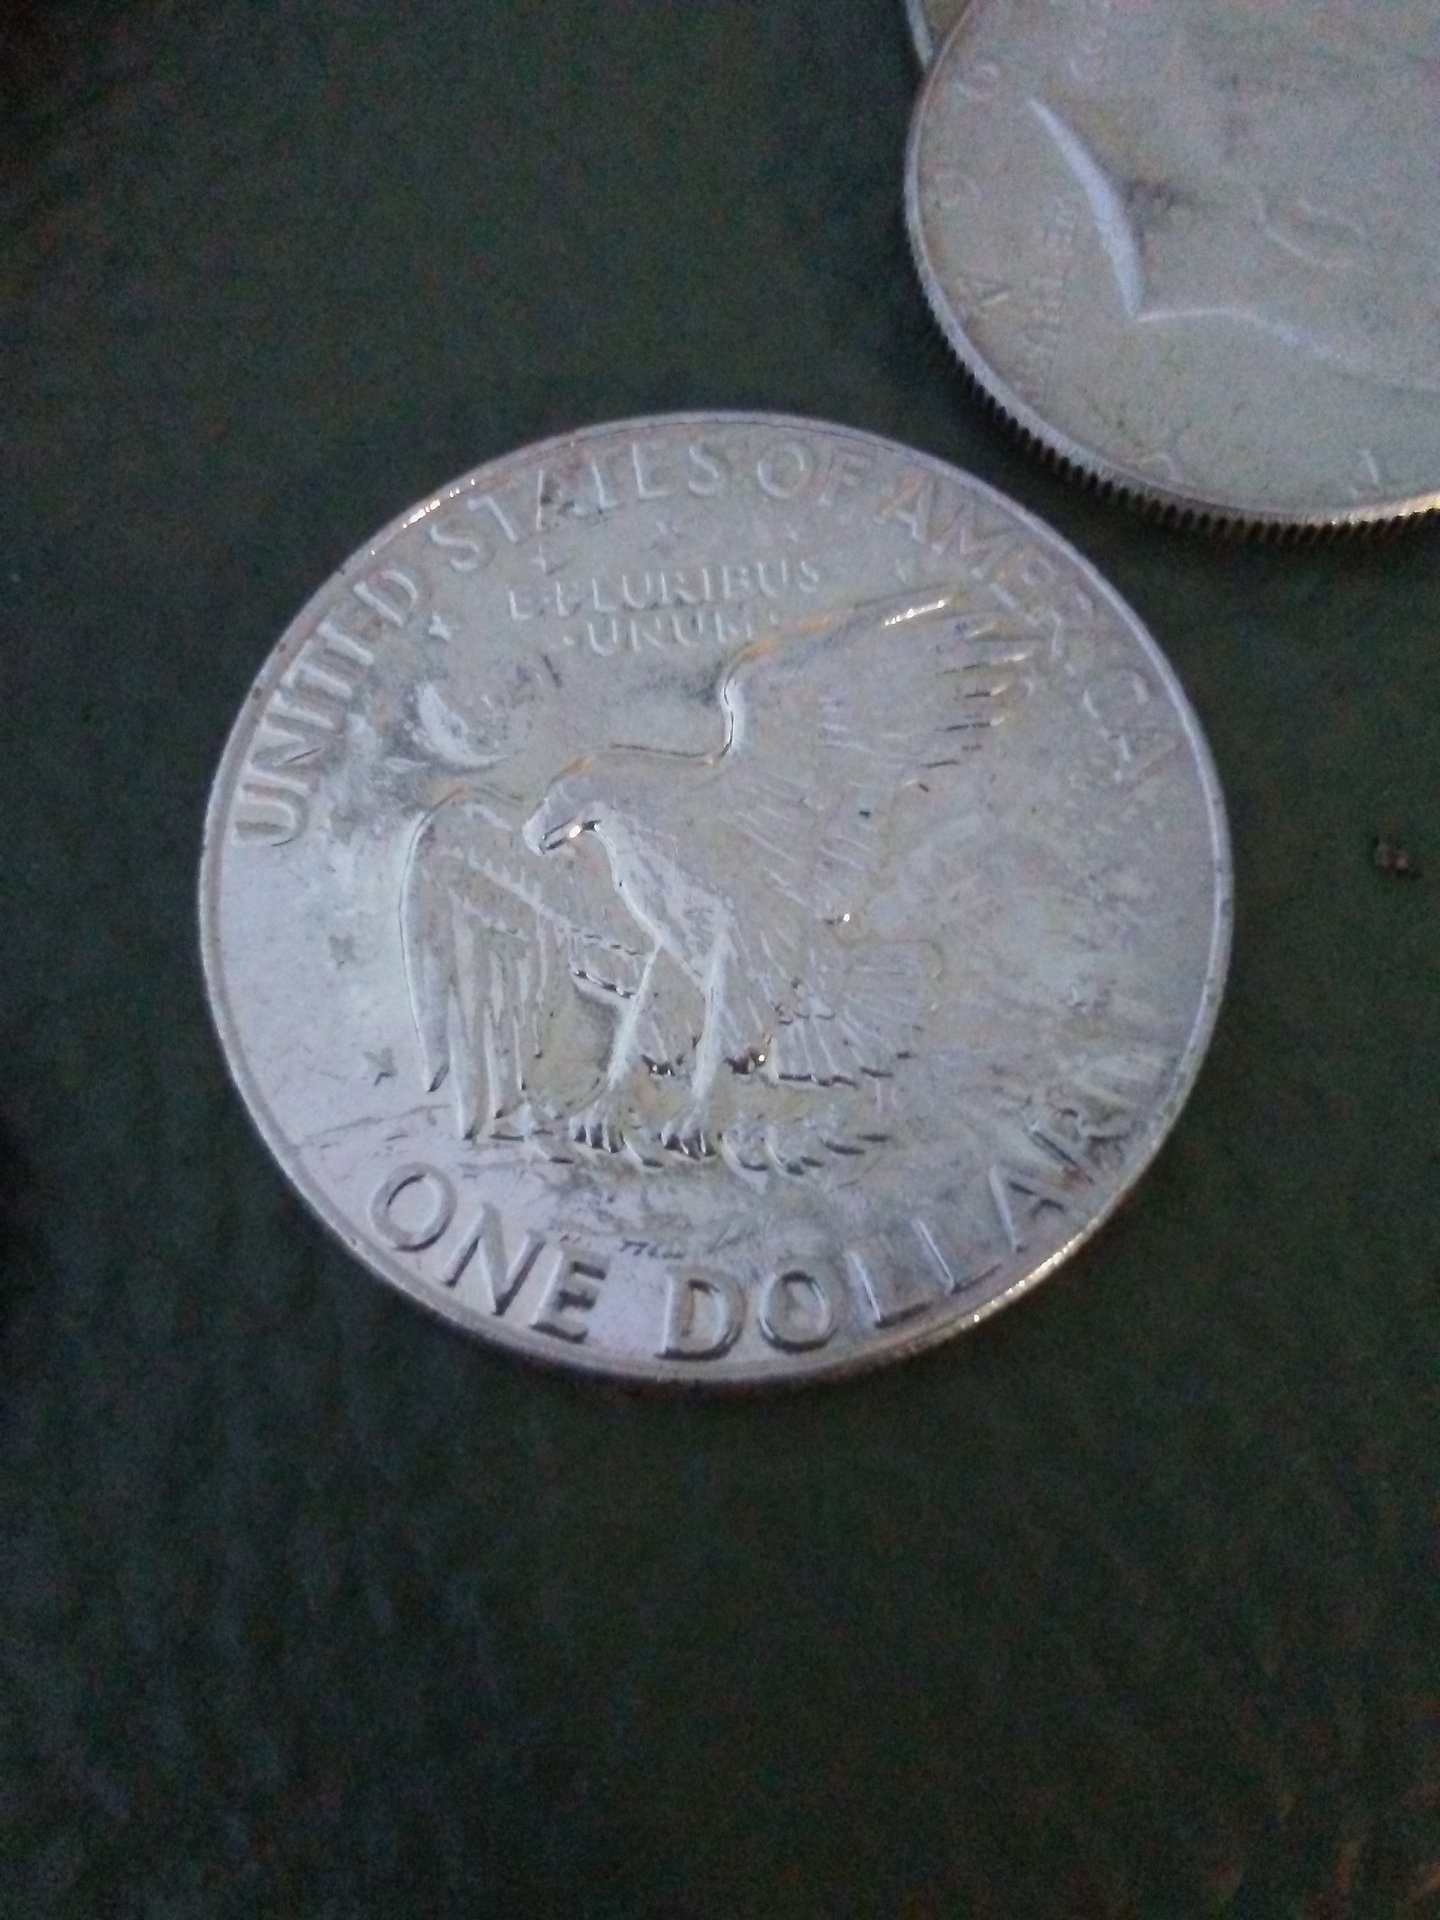 UNITED STATES OF AMERICA
E PLURIBUS
·UNUM·
ONE DOLLAR